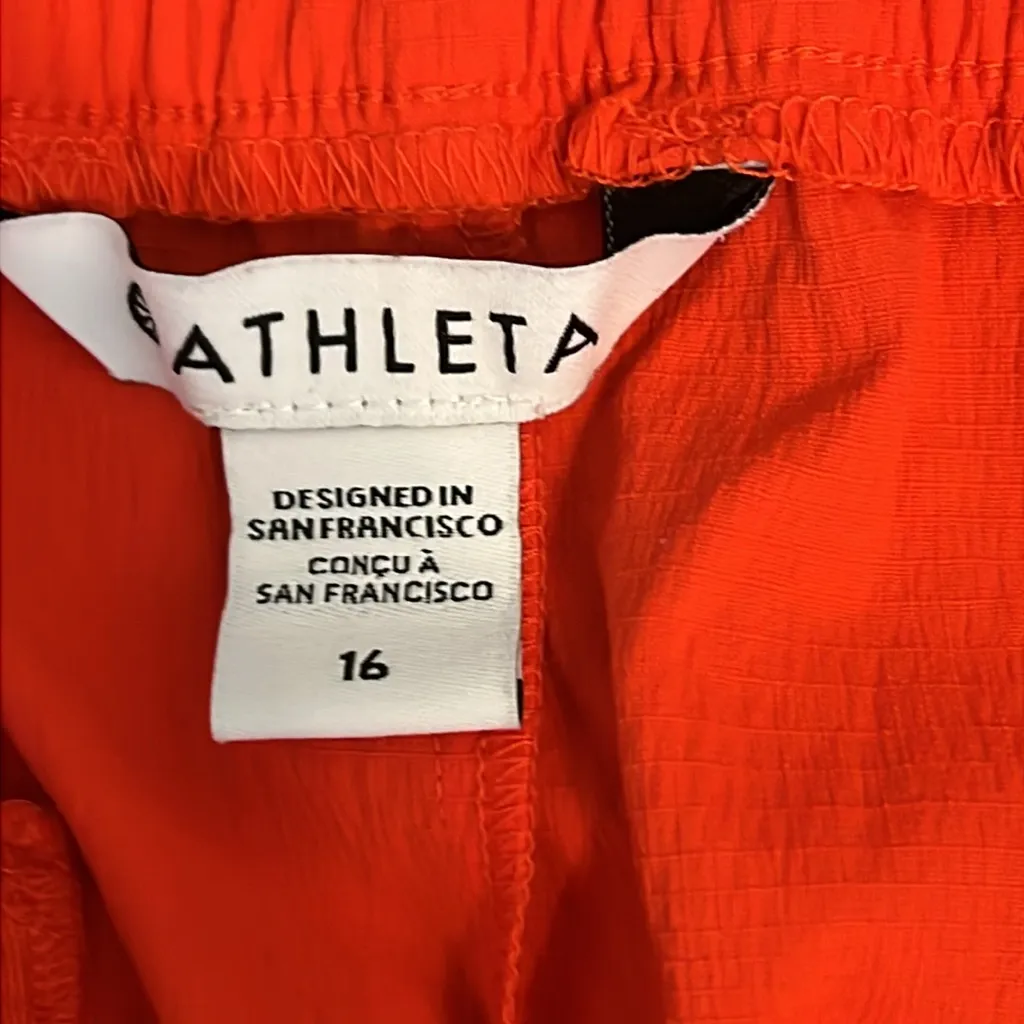 ATHLETA
DESIGNED IN
SAN FRANCISCO
CONÇU À
SAN FRANCISCO
16